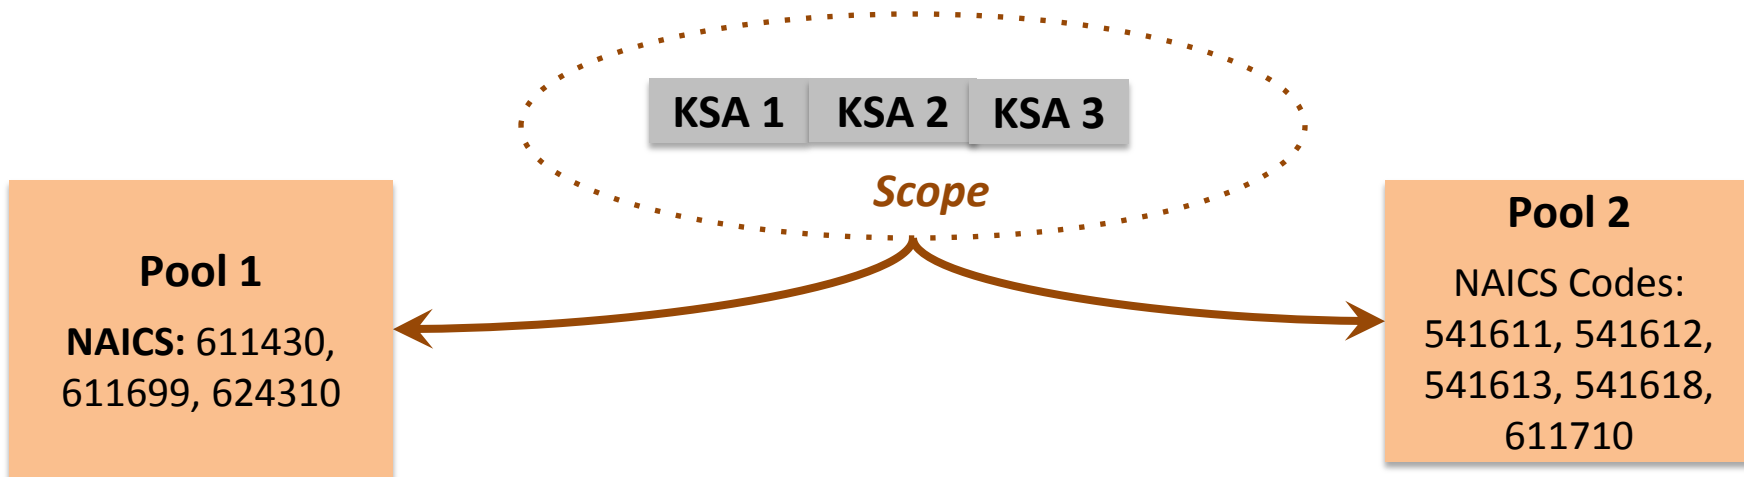 KSA 1 KSA 2 KSA 3
Scope
Pool 1
NAICS: 611430,
611699, 624310
Pool 2
NAICS Codes:
541611, 541612,
541613, 541618,
611710